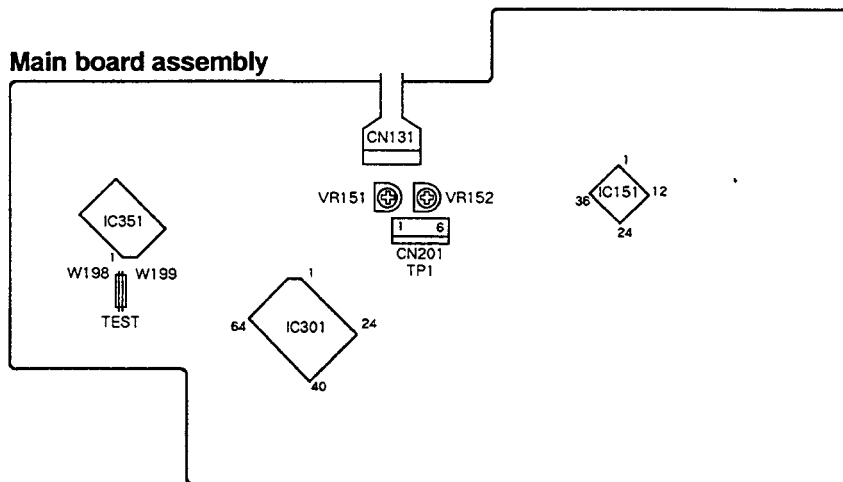 Main board assembly
CN131
1
VR151 VR152
IC151
36 12
24
1 6
CN201
TP1
IC351
1
W198 W199
TEST
1
IC301
64 24
40